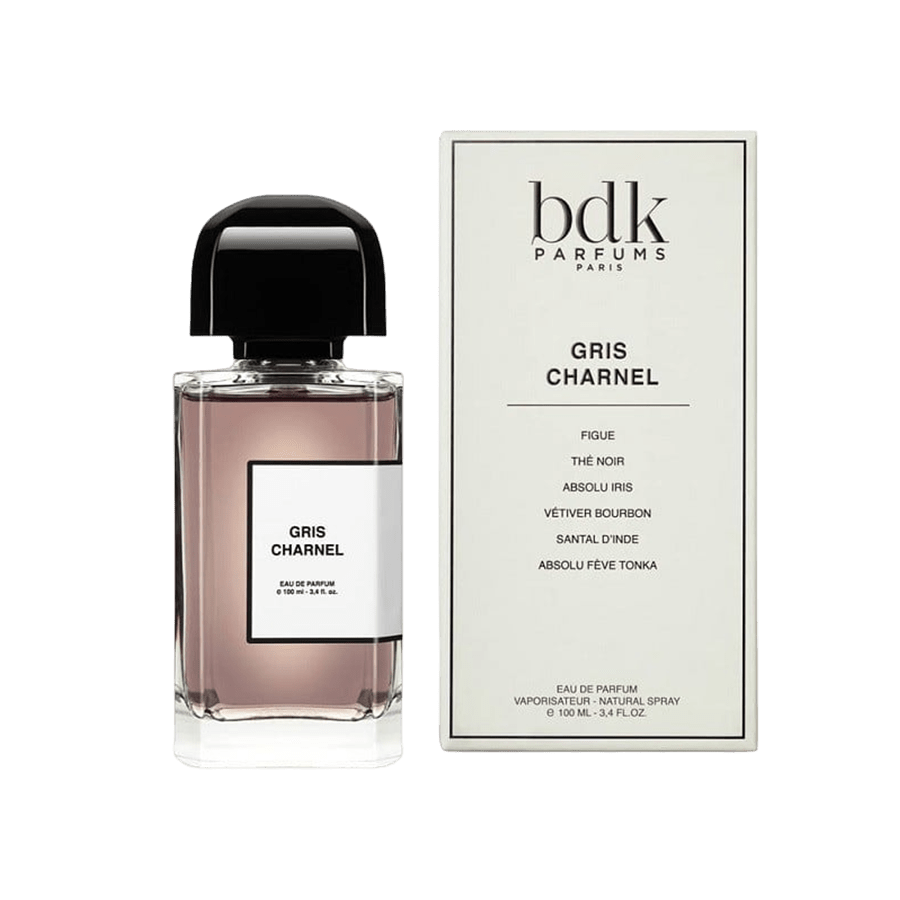 bdk
PARFUMS
PARIS
GRIS
CHARNEL
FIGUE
THÉ NOIR
ABSOLU IRIS
VÉTIVER BOURBON
SANTAL D'INDE
ABSOLU FÈVE TONKA
EAU DE PARFUM
VAPORISATEUR - NATURAL SPRAY
℮ 100 ML - 3,4 FL.OZ.
GRIS
CHARNEL
EAU DE PARFUM
℮ 100 ml - 3,4 fl. oz.